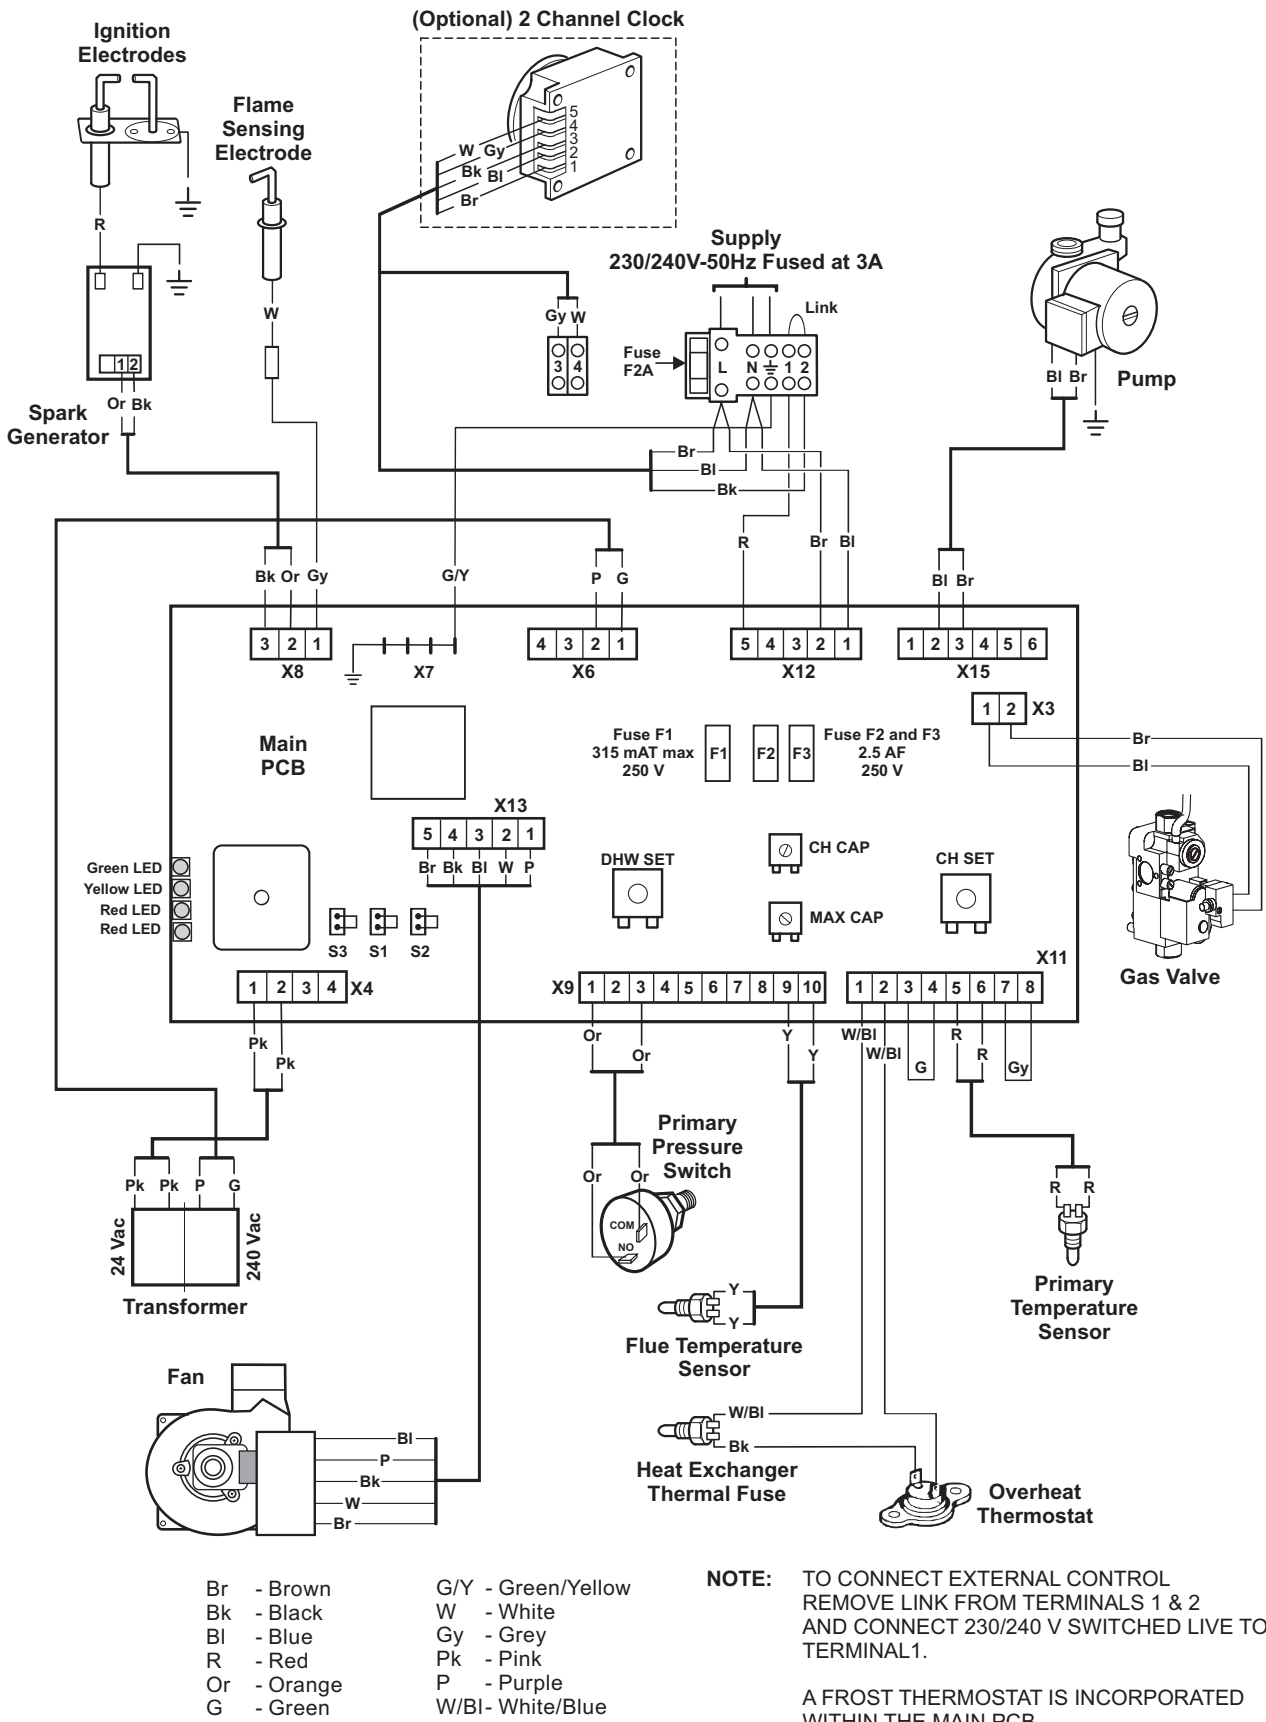 (Optional) 2 Channel Clock
Ignition
Electrodes
Flame
Sensing
Electrode
5
4
3
2
1
W Gy
Bk Bl
Br
R
Supply
230/240V-50Hz Fused at 3A
Link
Gy W
3 4
Fuse
F2A
L N 1 2
W
1 2
Or Bk
Spark
Generator
Bl Br
Pump
Br
Bl
Bk
R Br Bl
Bk Or Gy
G/Y
P G
Bl Br
3 2 1
X8
X7
4 3 2 1
X6
5 4 3 2 1
X12
1 2 3 4 5 6
X15
1 2 X3
Main
PCB
Fuse F1
315 mAT max
250 V
F1
F2
F3
Fuse F2 and F3
2.5 AF
250 V
Br
Bl
X13
5 4 3 2 1
Br Bk Bl W P
Green LED
Yellow LED
Red LED
Red LED
DHW SET
CH CAP
MAX CAP
CH SET
S3 S1 S2
Gas Valve
1 2 3 4 X4
X9 1 2 3 4 5 6 7 8 9 10
X11
1 2 3 4 5 6 7 8
Pk
Pk
Or
Or
Y
Y
W/Bl
W/Bl
G
R
R
Gy
Primary
Pressure
Switch
Or Or
COM
NO
Pk Pk P G
24 Vac
240 Vac
Transformer
R R
Primary
Temperature
Sensor
Y
Y
Flue Temperature
Sensor
Fan
Bl
P
Bk
W
Br
W/Bl
Bk
Heat Exchanger
Thermal Fuse
Overheat
Thermostat
Br - Brown
Bk - Black
Bl - Blue
R - Red
Or - Orange
G - Green
G/Y - Green/Yellow
W - White
Gy - Grey
Pk - Pink
P - Purple
W/Bl- White/Blue
NOTE: TO CONNECT EXTERNAL CONTROL
REMOVE LINK FROM TERMINALS 1 & 2
AND CONNECT 230/240 V SWITCHED LIVE TO
TERMINAL1.
A FROST THERMOSTAT IS INCORPORATED
WITHIN THE MAIN PCB